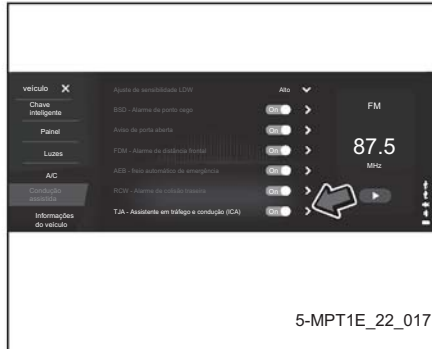 veículo X
Chave
inteligente
Painel
Luzes
A/C
Condução
assistida
Informações
do veículo
Ajuste de sensibilidade LDW Alto
BSD - Alarme de ponto cego On
Aviso de porta aberta On
FDM - Alarme de distância frontal On
AEB - freio automático de emergência On
RCW - Alarme de colisão traseira On
TJA - Assistente em tráfego e condução (ICA) On
FM
87.5
MHz
5-MPT1E_22_017